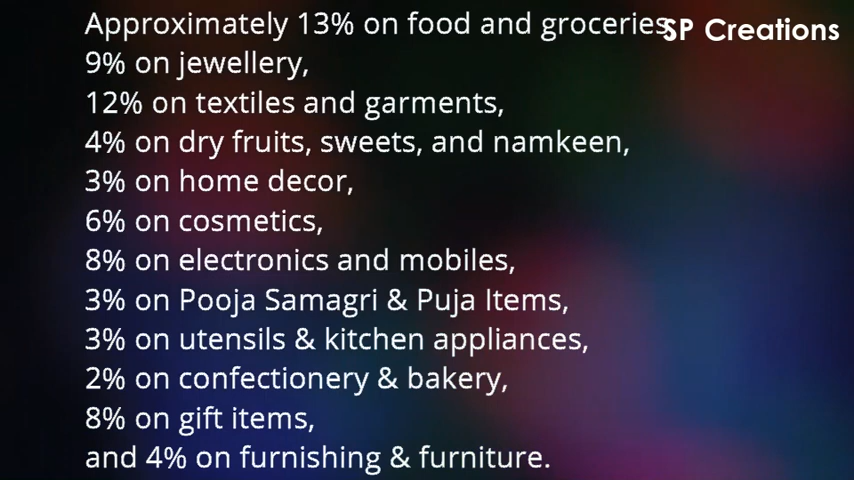 Approximately 13% on food and groceries
SP Creations
9% on jewellery,
12% on textiles and garments,
4% on dry fruits, sweets, and namkeen,
3% on home decor,
6% on cosmetics,
8% on electronics and mobiles,
3% on Pooja Samagri & Puja Items,
3% on utensils & kitchen appliances,
2% on confectionery & bakery,
8% on gift items,
and 4% on furnishing & furniture.